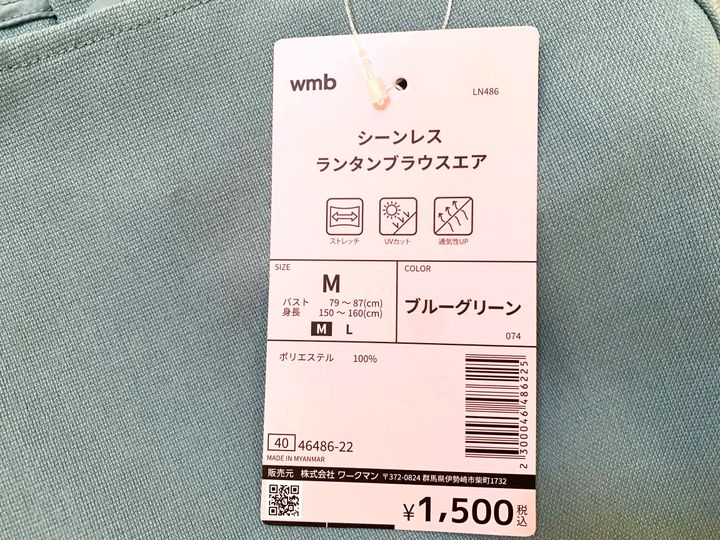 wmb
LN486
シーンレス
ランタンブラウスエア
ストレッチ UVカット 通気性UP
SIZE
M
バスト 79 ～ 87(cm)
身長 150 ～ 160(cm)
M L
COLOR
ブルーグリーン
074
ポリエステル 100%
2300046486225
40 46486-22
MADE IN MYANMAR
販売元 株式会社 ワークマン 〒372-0824 群馬県伊勢崎市柴町1732
¥1,500税込